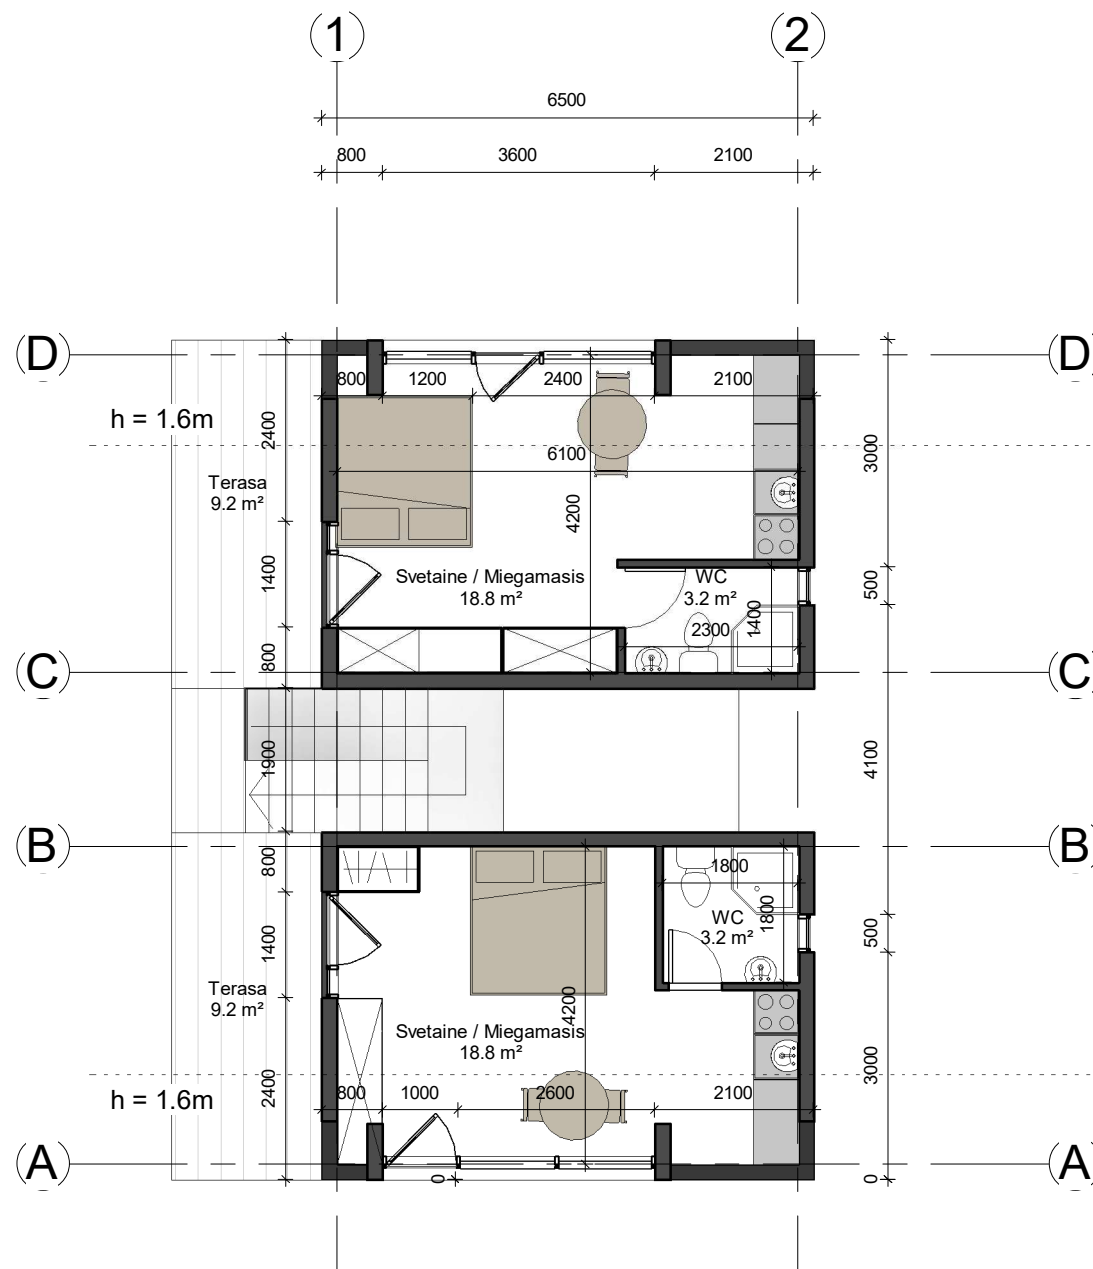 1
2
6500
800
3600
2100
D
D
800
1200
2400
2100
h = 1.6m
2400
3000
6100
Terasa
9.2 m²
4200
Svetaine / Miegamasis
18.8 m²
WC
3.2 m²
1400
500
1400
2300
800
C
C
1900
4100
B
B
800
1800
1800
WC
3.2 m²
1400
500
Terasa
9.2 m²
4200
Svetaine / Miegamasis
18.8 m²
2400
3000
800
1000
2600
2100
h = 1.6m
A
A
0
0